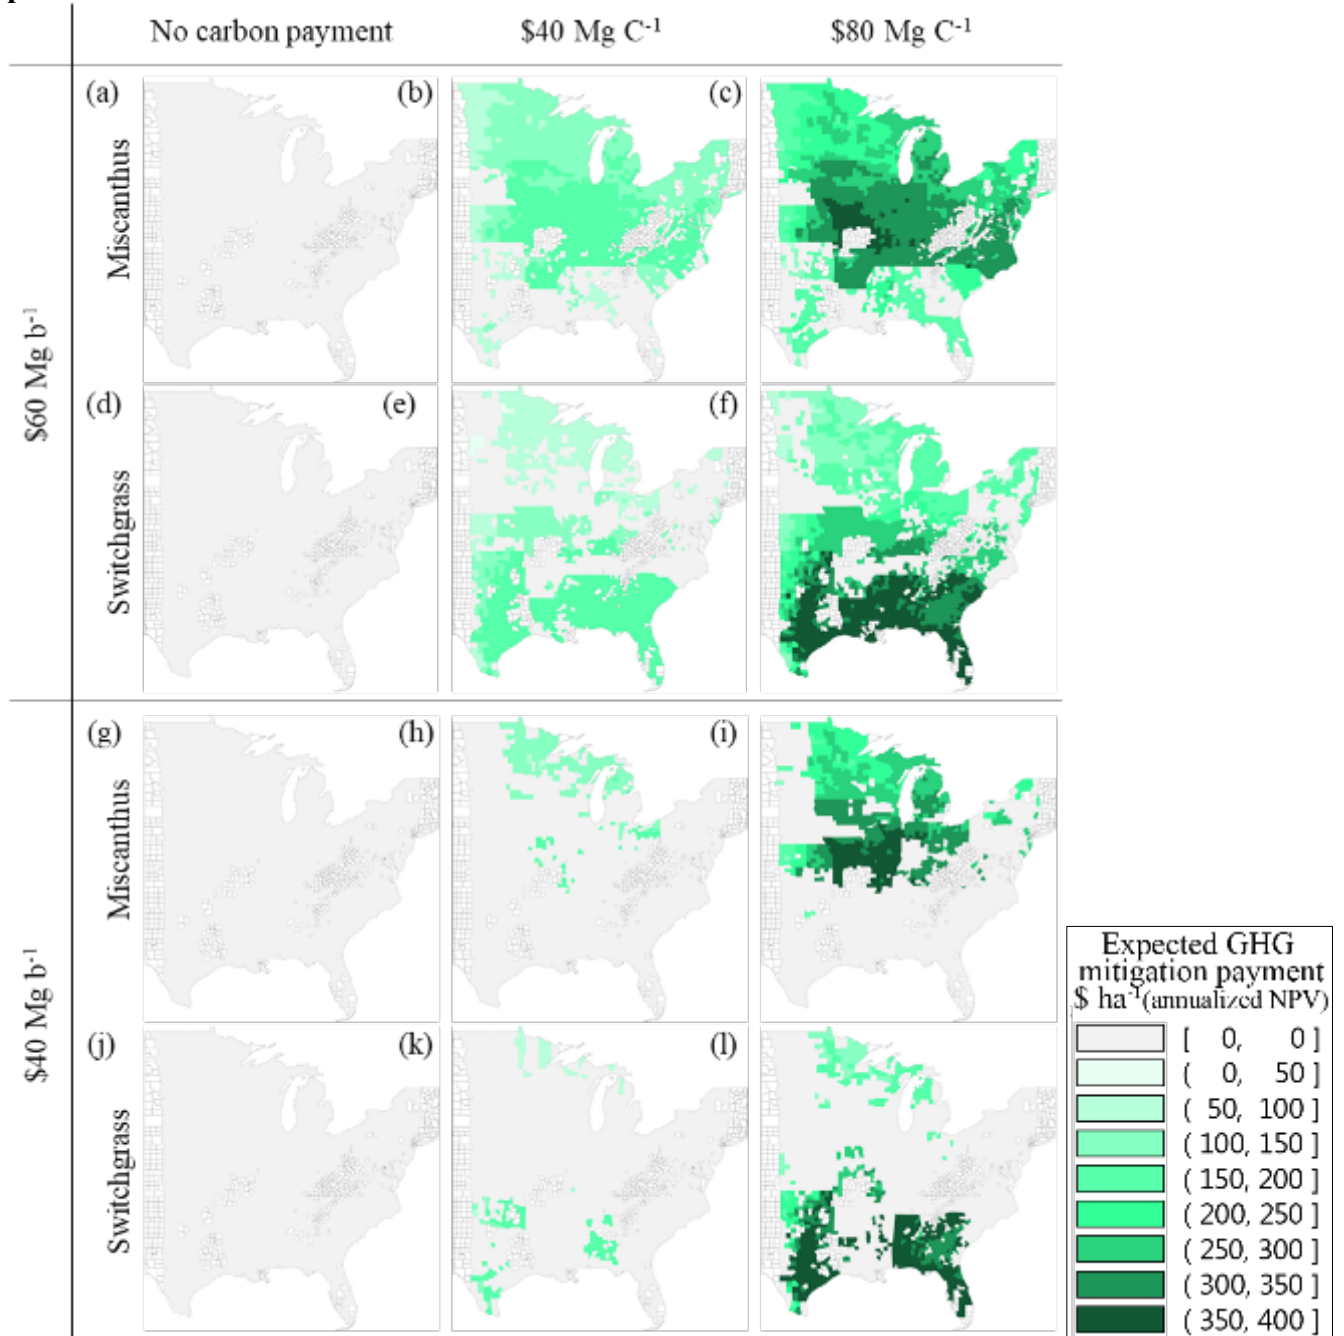 No carbon payment $40 Mg C-1 $80 Mg C-1
$60 Mg b-1
Miscanthus
(a) (b) (c)
Switchgrass
(d) (e) (f)
$40 Mg b-1
Miscanthus
(g) (h) (i)
Switchgrass
(j) (k) (l)
Expected GHG
mitigation payment
$ ha-1(annualized NPV)
[ 0, 0 ]
( 0, 50 ]
( 50, 100 ]
( 100, 150 ]
( 150, 200 ]
( 200, 250 ]
( 250, 300 ]
( 300, 350 ]
( 350, 400 ]